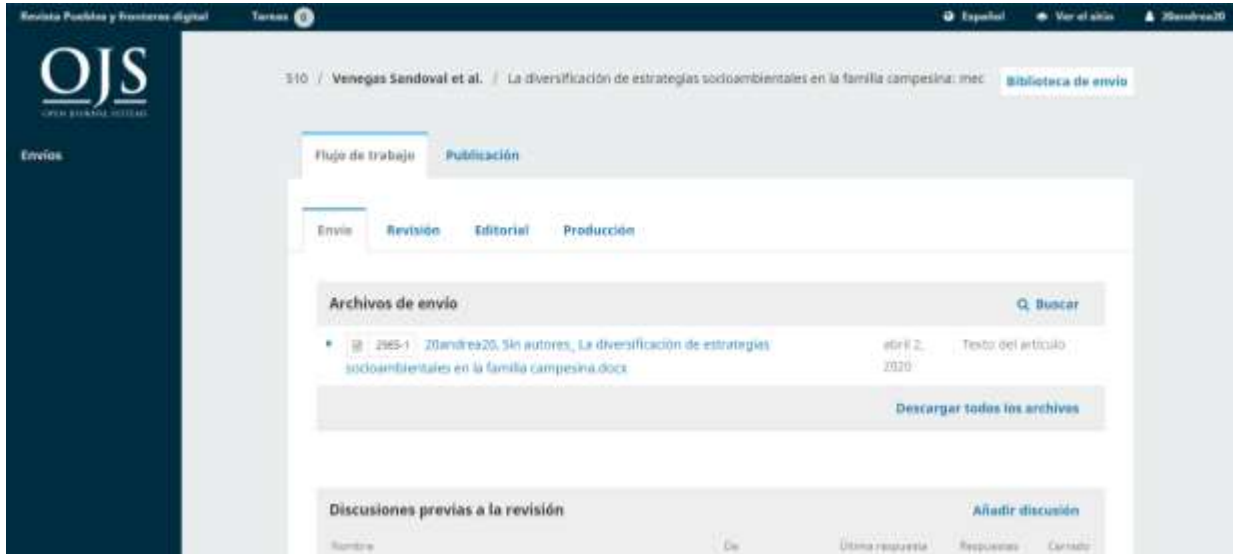 Revista Pueblos y fronteras digital Tareas 0 Español Ver el sitio 20andrea20
OJS
OPEN JOURNAL SYSTEMS
510 / Venegas Sandoval et al. / La diversificación de estrategias socioambientales en la familia campesina: mec Biblioteca de envío
Envíos
Flujo de trabajo Publicación
Envío Revisión Editorial Producción
Archivos de envío Buscar
2965-1 20andrea20, Sin autores_ La diversificación de estrategias abril 2, Texto del artículo
socioambientales en la familia campesina.docx 2020
Descargar todos los archivos
Discusiones previas a la revisión Añadir discusión
Nombre De Última respuesta Respuestas Cerrado